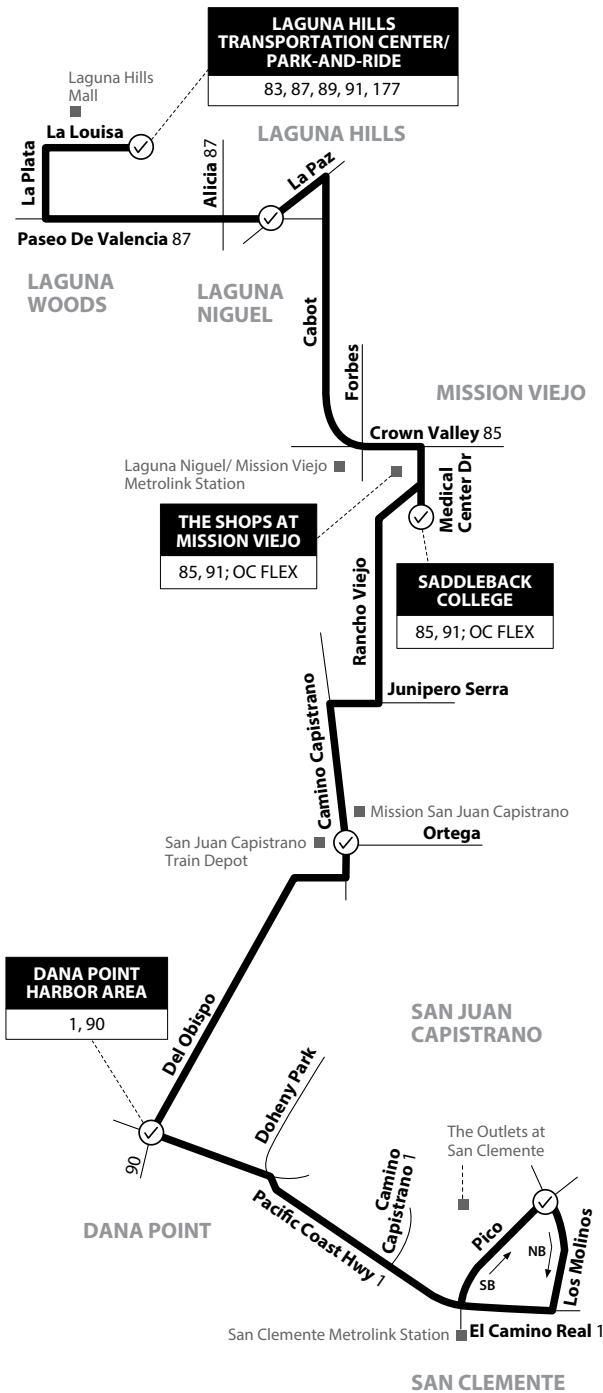 LAGUNA HILLS
TRANSPORTATION CENTER/
PARK-AND-RIDE
83, 87, 89, 91, 177
Laguna Hills
Mall
La Louisa
LAGUNA HILLS
La Plata
Alicia 87
La Paz
Paseo De Valencia 87
LAGUNA
WOODS
LAGUNA
NIGUEL
Cabot
Forbes
MISSION VIEJO
Crown Valley 85
Laguna Niguel/ Mission Viejo
Metrolink Station
Medical
Center Dr
THE SHOPS AT
MISSION VIEJO
85, 91; OC FLEX
SADDLEBACK
COLLEGE
85, 91; OC FLEX
Rancho Viejo
Junipero Serra
Camino Capistrano
Mission San Juan Capistrano
Ortega
San Juan Capistrano
Train Depot
DANA POINT
HARBOR AREA
1, 90
Del Obispo
SAN JUAN
CAPISTRANO
Doheny Park
90
The Outlets at
San Clemente
Camino
Capistrano 1
DANA POINT
Pacific Coast Hwy 1
Pico
NB
SB
Los Molinos
San Clemente Metrolink Station
El Camino Real 1
SAN CLEMENTE